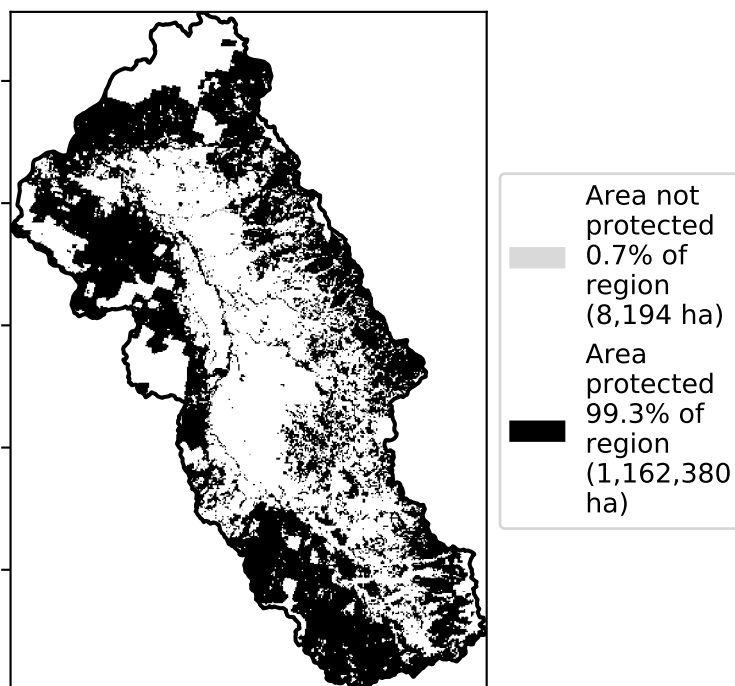 Area not
protected
0.7% of
region
(8,194 ha)
Area
protected
99.3% of
region
(1,162,380
ha)